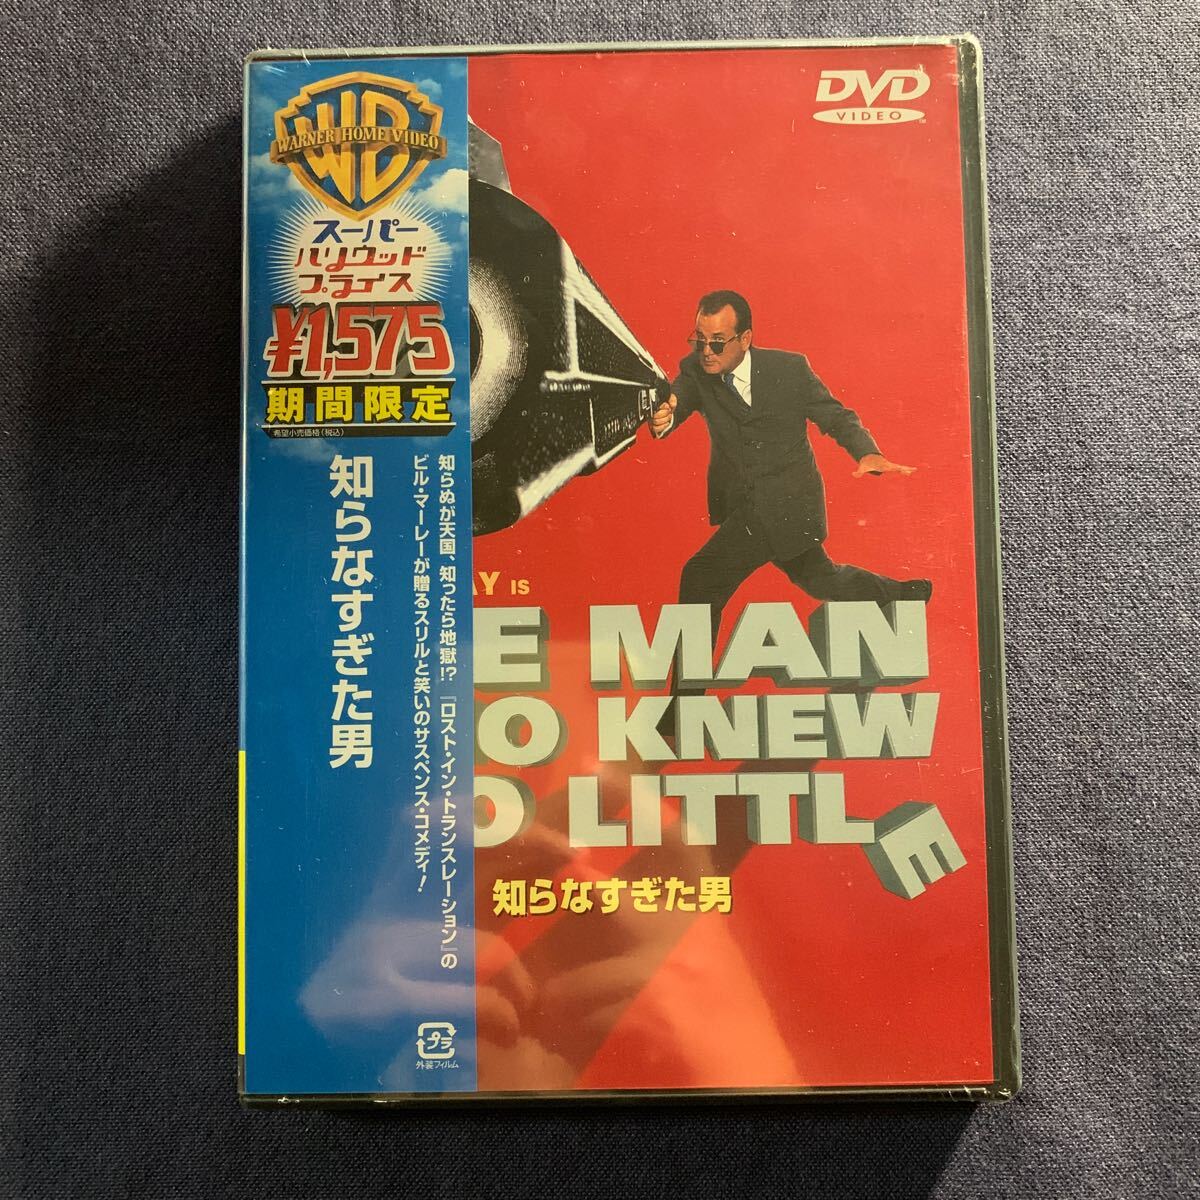 WARNER HOME VIDEO
WB
スーパー
ハリウッド
プライス
¥1,575
期間限定
希望小売価格(税込)
知らなすぎた男
知らぬが天国、知ったら地獄!?『ロスト・イン・トランスレーション』の
ビル・マーレーが贈るスリルと笑いのサスペンス・コメディ!
プラ
外装フィルム
DVD
VIDEO
AY IS
E MAN
O KNEW
O LITTLE
知らなすぎた男